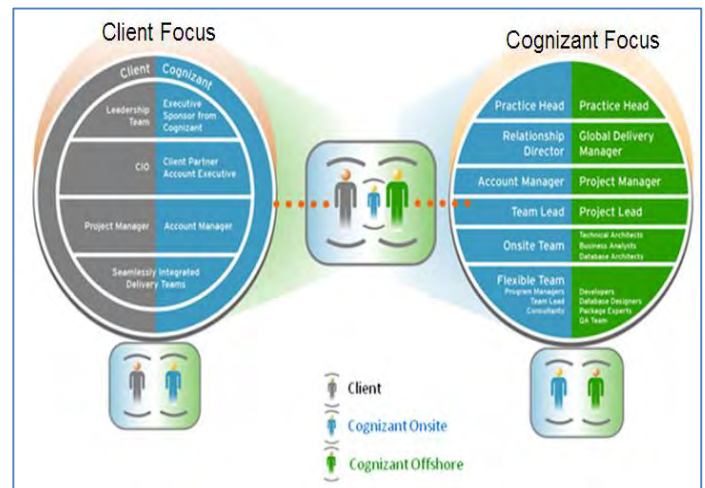 Client Focus
Client
Cognizant
Leadership
Team
Executive
Sponsor from
Cognizant
CIO
Client Partner
Account Executive
Project Manager
Account Manager
Seamlessly Integrated
Delivery Teams
Cognizant Focus
Practice Head
Practice Head
Relationship
Director
Global Delivery
Manager
Account Manager
Project Manager
Team Lead
Project Lead
Onsite Team
Technical Architects
Business Analysts
Database Architects
Flexible Team
Program Managers
Team Lead
Consultants
Developers
Database Designers
Package Experts
QA Team
Client
Cognizant Onsite
Cognizant Offshore